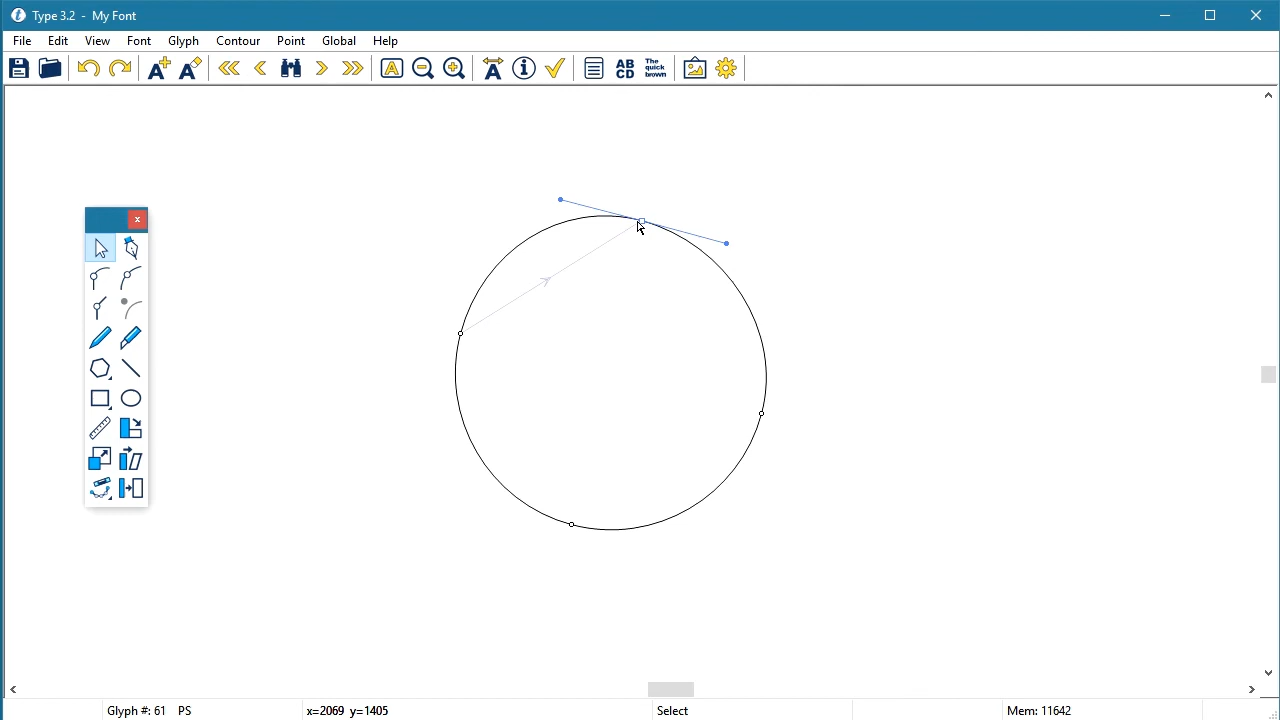 Type 3.2 - My Font
File Edit View Font Glyph Contour Point Global Help
A A A A i AB The
CD quick
brown
Glyph #: 61 PS x=2069 y=1405 Select Mem: 11642